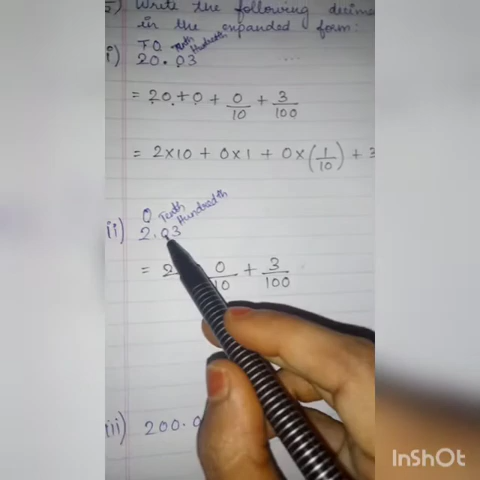 5) Write the following decim
in the expanded form:
T O Tenth Hundredth
i) 20.03
= 20 + 0 + 0/10 + 3/100
= 2×10 + 0×1 + 0×(1/10) + 3
O Tenth Hundredth
ii) 2.03
= 2 0/10 + 3/100
iii) 200.0
InShOt